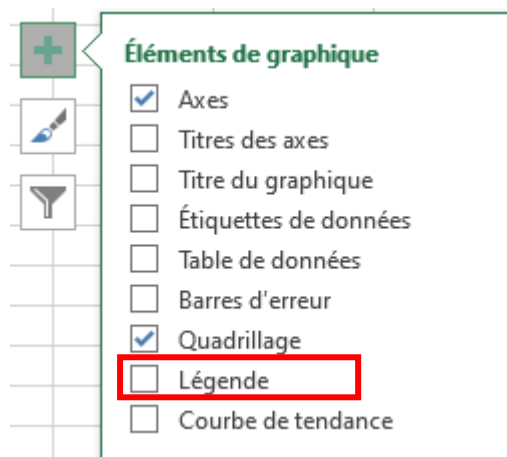 Éléments de graphique
Axes
Titres des axes
Titre du graphique
Étiquettes de données
Table de données
Barres d'erreur
Quadrillage
Légende
Courbe de tendance